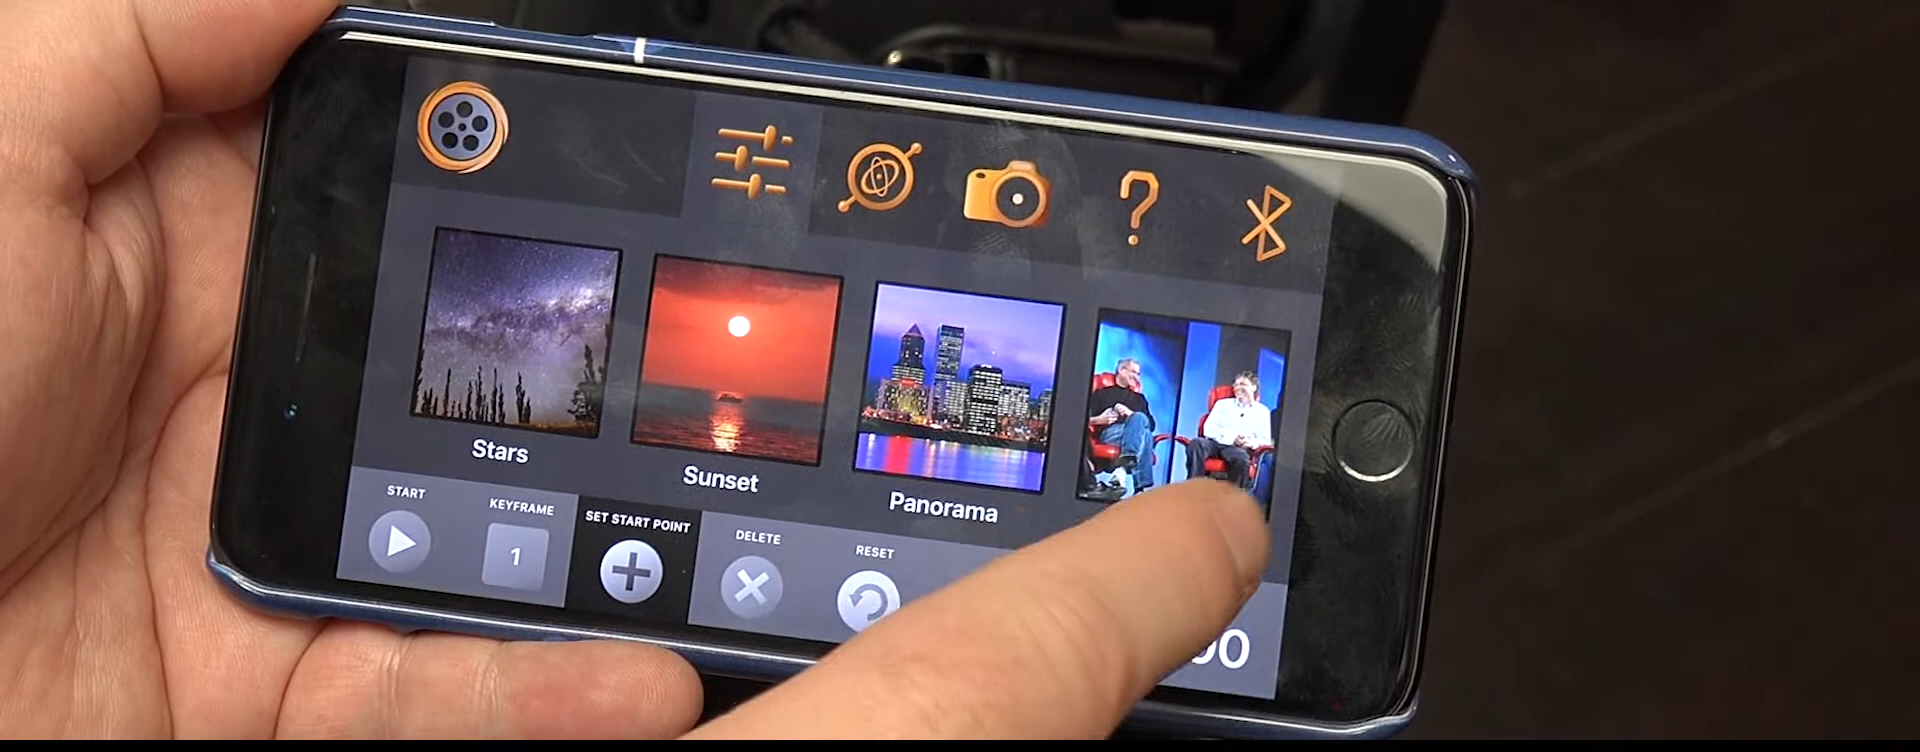 Stars
Sunset
Panorama
START
KEYFRAME
1
SET START POINT
DELETE
RESET